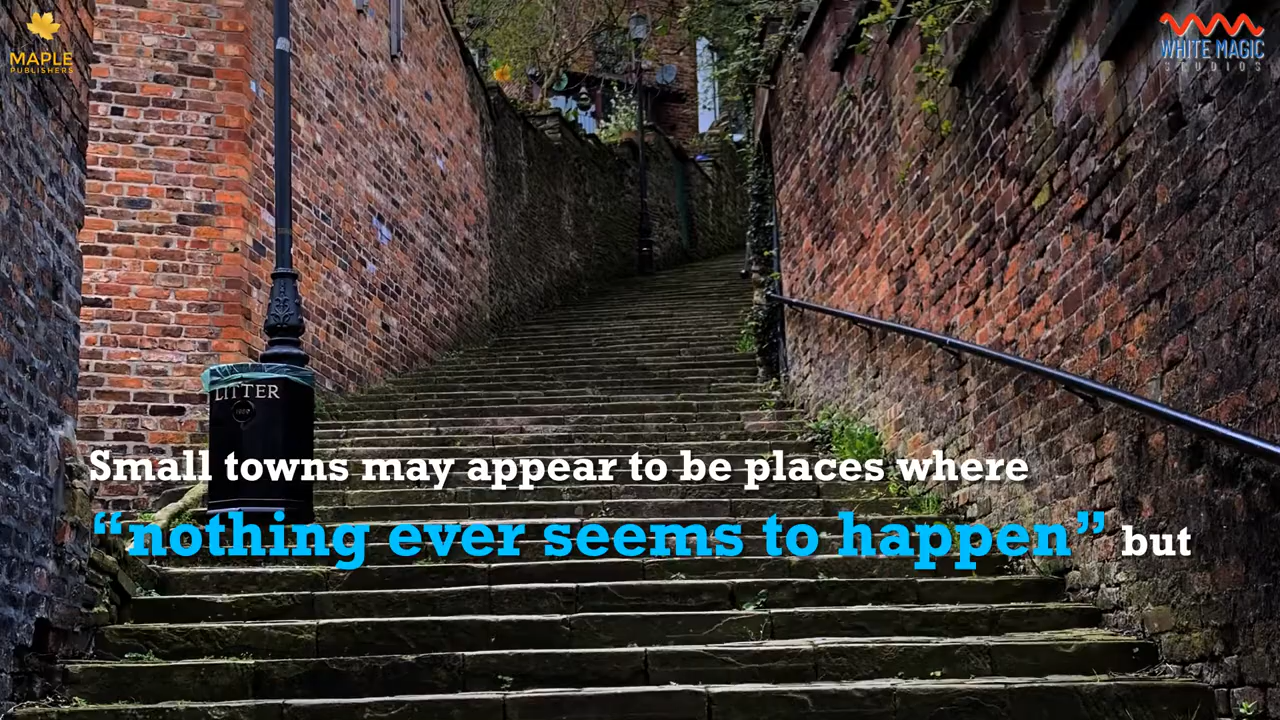 MAPLE
PUBLISHERS
WHITE MAGIC
STUDIOS
LITTER
Small towns may appear to be places where
“nothing ever seems to happen” but